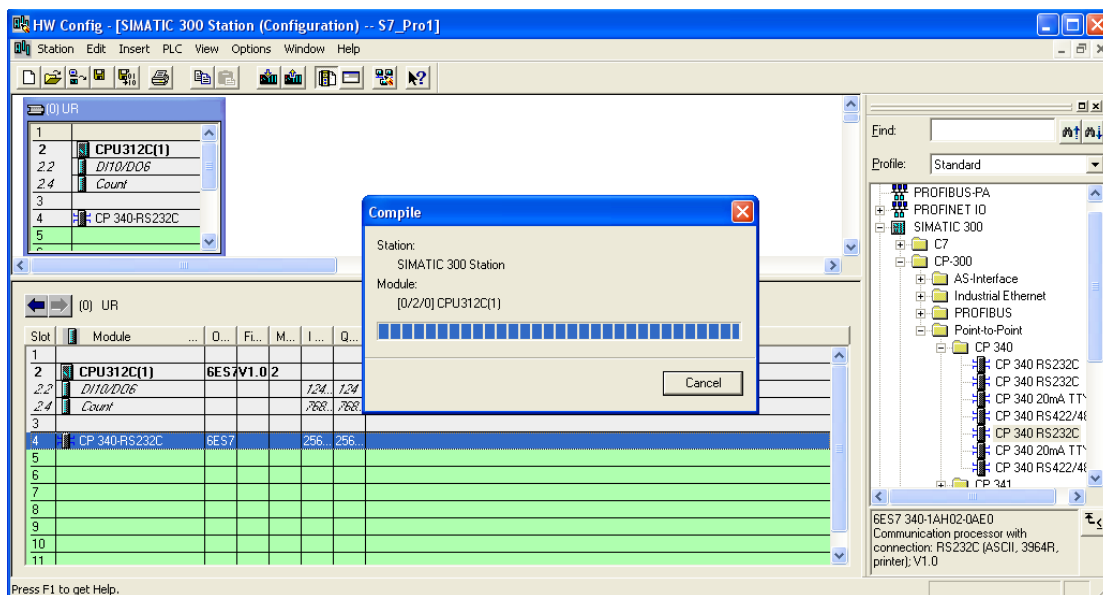 HW Config - [SIMATIC 300 Station (Configuration) -- S7_Pro1]
Station Edit Insert PLC View Options Window Help
(0) UR
1
2 CPU312C(1)
2.2 DI10/DO6
2.4 Count
3
4 CP 340-RS232C
5
Compile
Station:
SIMATIC 300 Station
Module:
[0/2/0] CPU312C(1)
Cancel
(0) UR
Slot Module ... O... Fi... M... I... Q...
1
2 CPU312C(1) 6ES7 V1.0 2
2.2 DI10/DO6 124... 124
2.4 Count 768... 768...
3
4 CP 340-RS232C 6ES7 256... 256...
5
6
7
8
9
10
11
Find:
Profile: Standard
PROFIBUS-PA
PROFINET IO
SIMATIC 300
C7
CP-300
AS-Interface
Industrial Ethernet
PROFIBUS
Point-to-Point
CP 340
CP 340 RS232C
CP 340 RS232C
CP 340 20mA TTY
CP 340 RS422/48
CP 340 RS232C
CP 340 20mA TTY
CP 340 RS422/48
CP 341
6ES7 340-1AH02-0AE0
Communication processor with
connection: RS232C (ASCII, 3964R,
printer); V1.0
Press F1 to get Help.